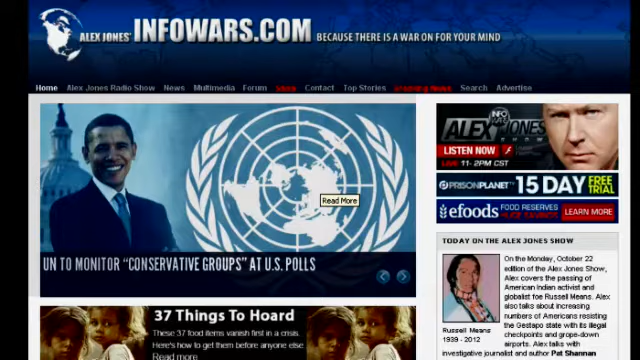 ALEX JONES' INFOWARS.COM BECAUSE THERE IS A WAR ON FOR YOUR MIND
Home Alex Jones Radio Show News Multimedia Forum Shop Contact Top Stories Breaking News Search Advertise
Read More
UN TO MONITOR "CONSERVATIVE GROUPS" AT U.S. POLLS
37 Things To Hoard
These 37 food items vanish first in a crisis.
Here's how to get them before anyone else
Read more
INFO WARS
ALEX JONES
LISTEN NOW
LIVE 11- 2PM CST
PRISONPLANET 15 DAY FREE TRIAL
efoods FOOD RESERVES HUGE SAVINGS LEARN MORE
TODAY ON THE ALEX JONES SHOW
On the Monday, October 22
edition of the Alex Jones Show,
Alex covers the passing of
American Indian activist and
globalist foe Russell Means. Alex
also talks about increasing
numbers of Americans resisting
the Gestapo state with its illegal
checkpoints and grope-down
airports. Alex talks with
investigative journalist and author Pat Shannan
Russell Means
1939 - 2012